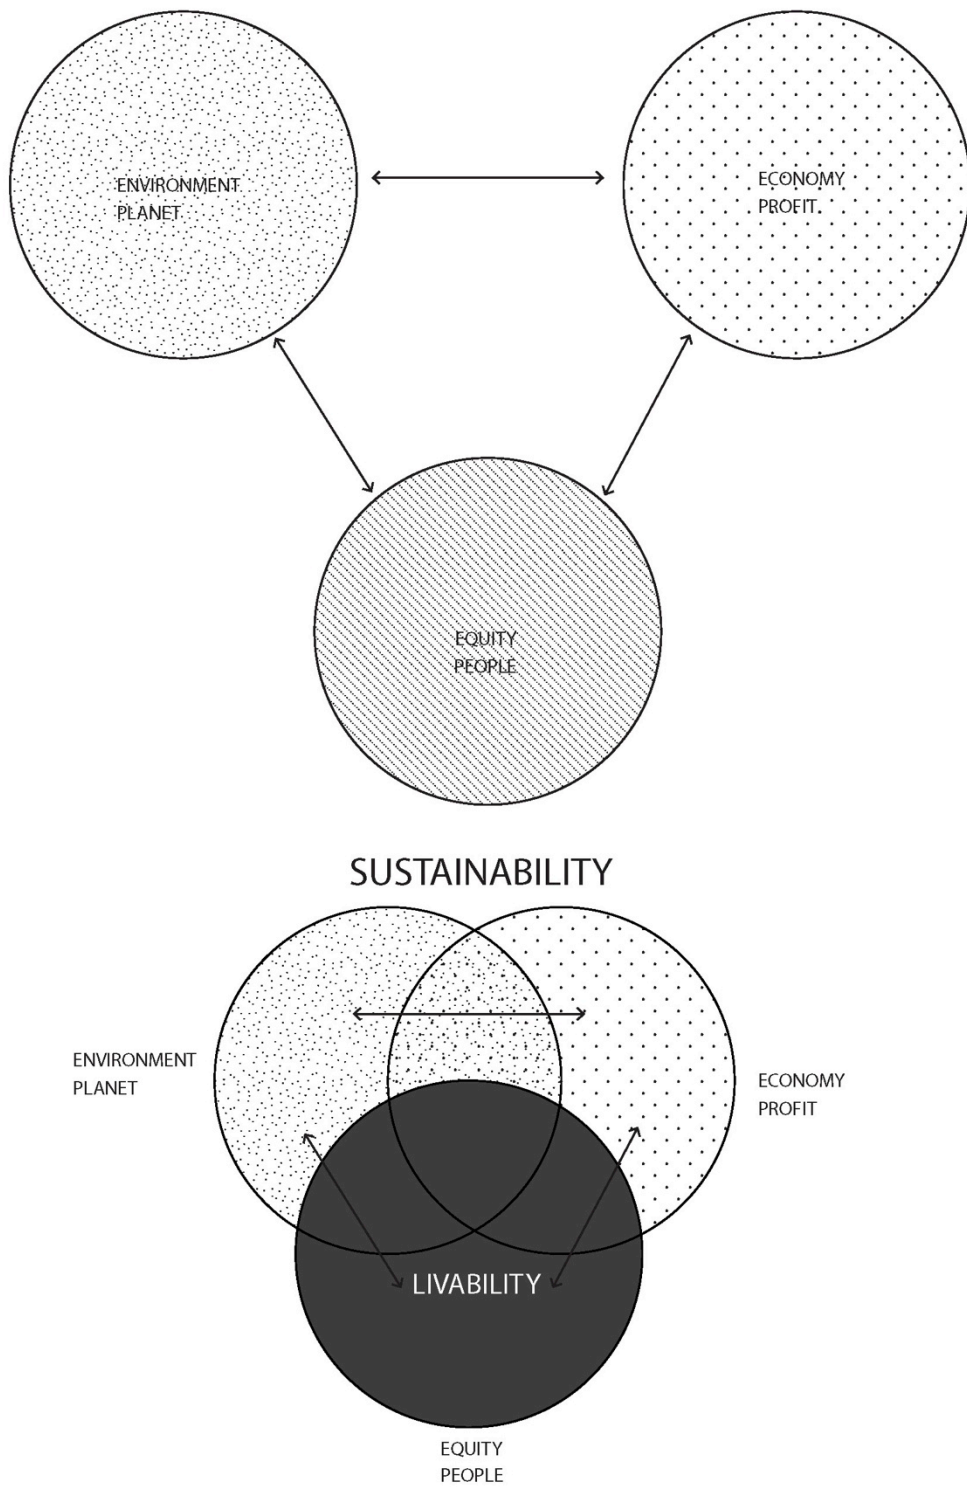 ENVIRONMENT
PLANET
ECONOMY
PROFIT
EQUITY
PEOPLE
SUSTAINABILITY
ENVIRONMENT
PLANET
ECONOMY
PROFIT
LIVABILITY
EQUITY
PEOPLE